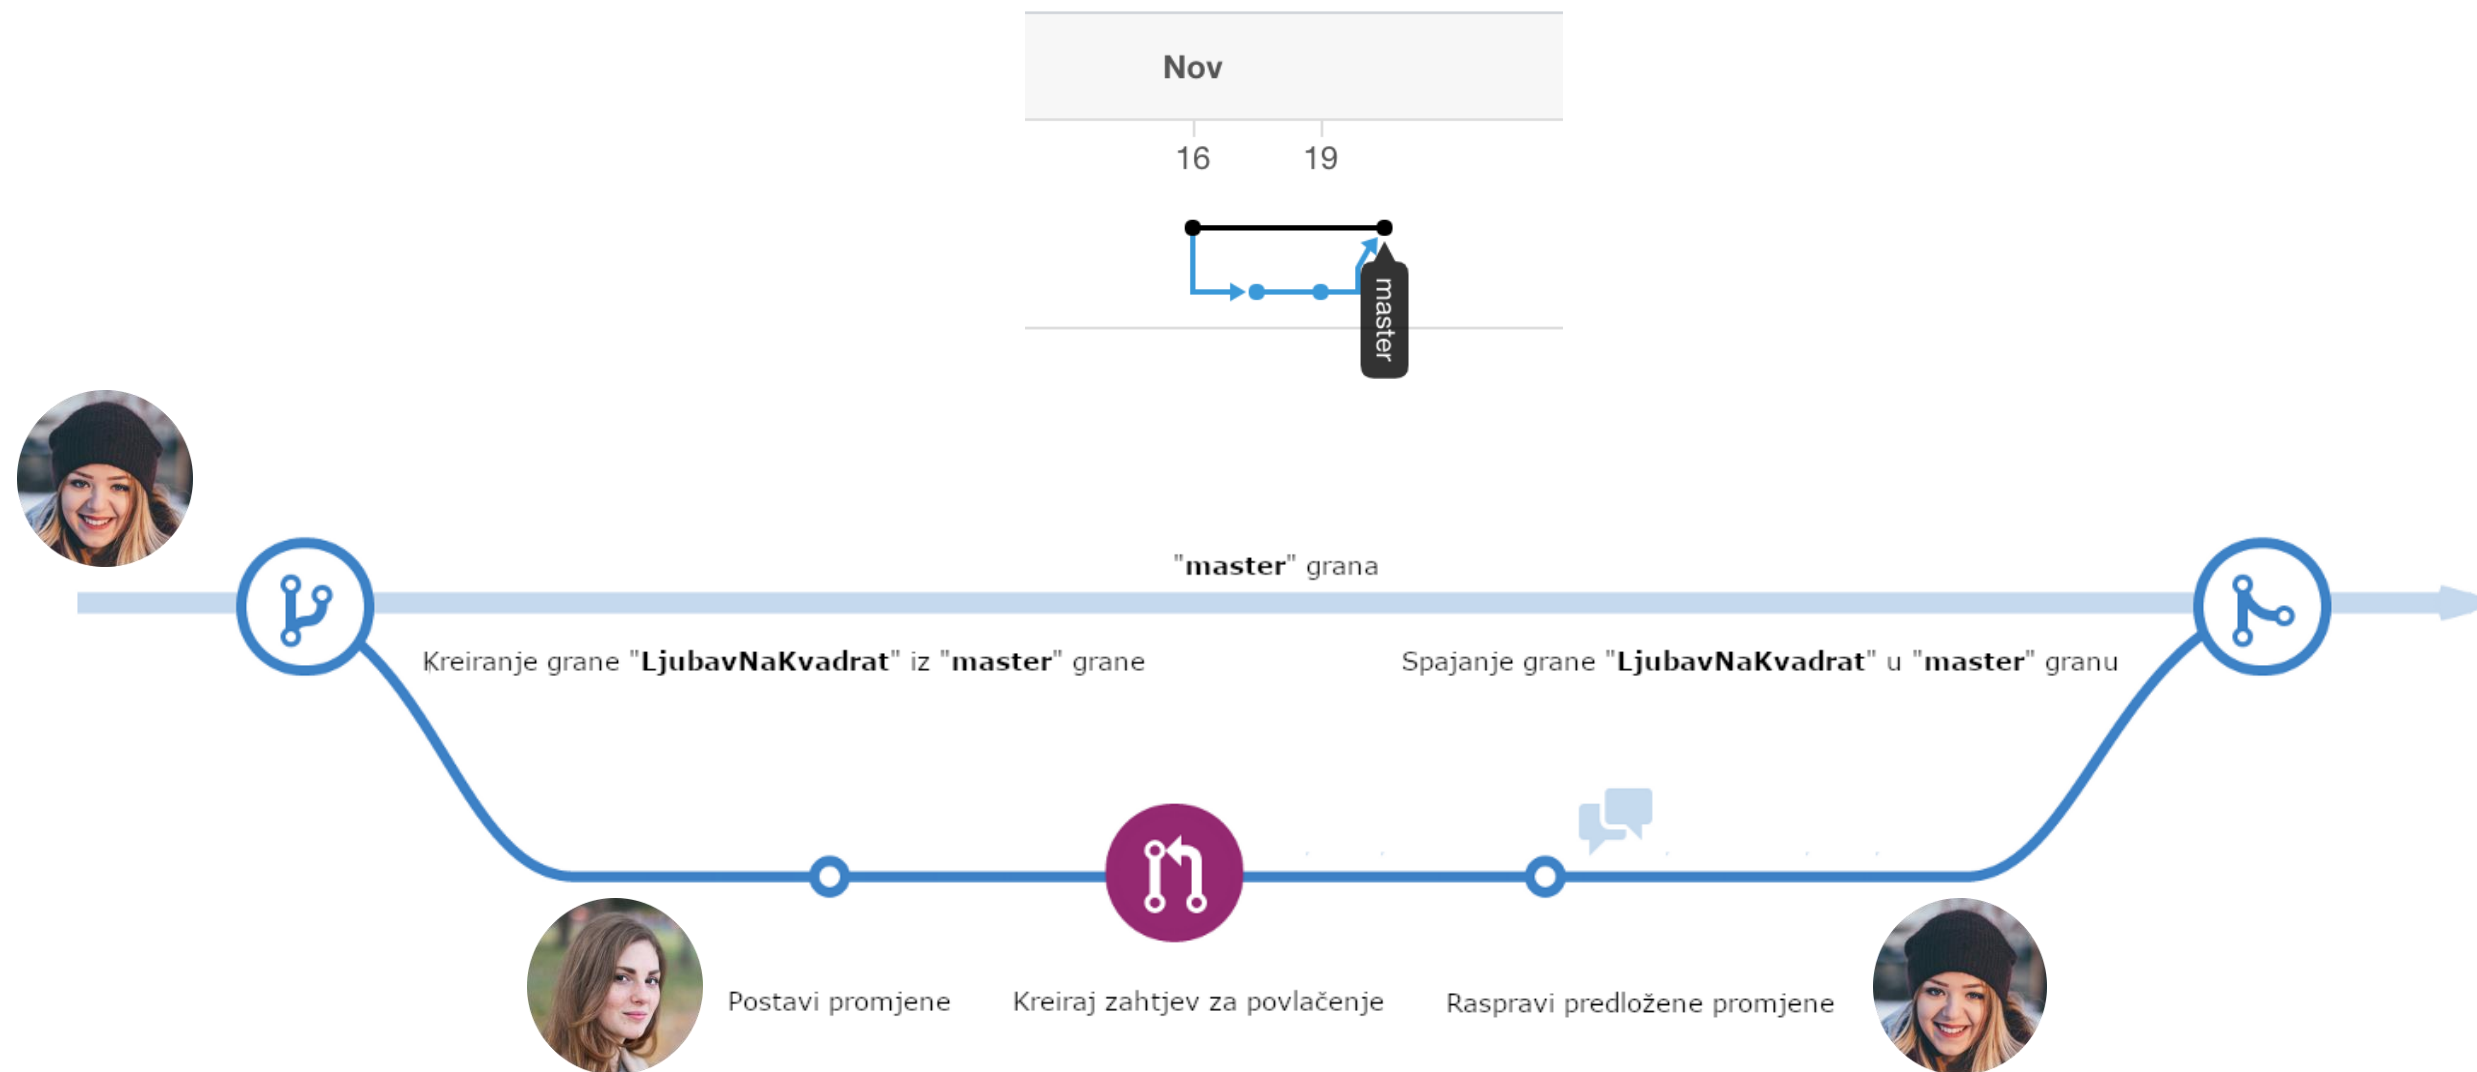 Nov
16 19
master
"master" grana
Kreiranje grane "LjubavNaKvadrat" iz "master" grane
Spajanje grane "LjubavNaKvadrat" u "master" granu
Postavi promjene
Kreiraj zahtjev za povlačenje
Raspravi predložene promjene